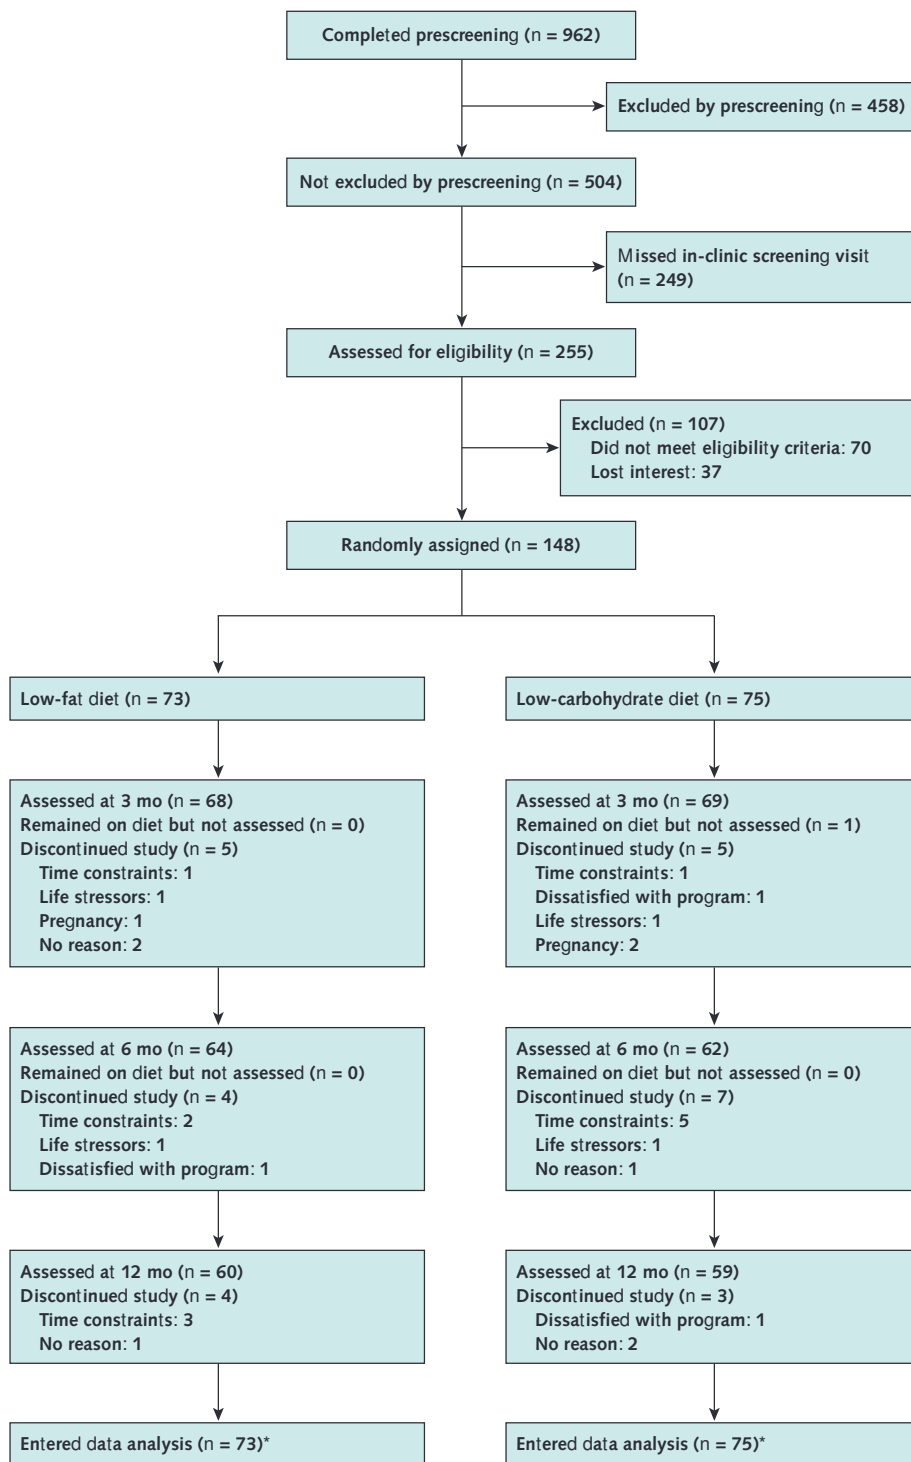 Completed prescreening (n = 962)
Excluded by prescreening (n = 458)
Not excluded by prescreening (n = 504)
Missed in-clinic screening visit
(n = 249)
Assessed for eligibility (n = 255)
Excluded (n = 107)
Did not meet eligibility criteria: 70
Lost interest: 37
Randomly assigned (n = 148)
Low-fat diet (n = 73)
Assessed at 3 mo (n = 68)
Remained on diet but not assessed (n = 0)
Discontinued study (n = 5)
Time constraints: 1
Life stressors: 1
Pregnancy: 1
No reason: 2
Assessed at 6 mo (n = 64)
Remained on diet but not assessed (n = 0)
Discontinued study (n = 4)
Time constraints: 2
Life stressors: 1
Dissatisfied with program: 1
Assessed at 12 mo (n = 60)
Discontinued study (n = 4)
Time constraints: 3
No reason: 1
Entered data analysis (n = 73)*
Low-carbohydrate diet (n = 75)
Assessed at 3 mo (n = 69)
Remained on diet but not assessed (n = 1)
Discontinued study (n = 5)
Time constraints: 1
Dissatisfied with program: 1
Life stressors: 1
Pregnancy: 2
Assessed at 6 mo (n = 62)
Remained on diet but not assessed (n = 0)
Discontinued study (n = 7)
Time constraints: 5
Life stressors: 1
No reason: 1
Assessed at 12 mo (n = 59)
Discontinued study (n = 3)
Dissatisfied with program: 1
No reason: 2
Entered data analysis (n = 75)*